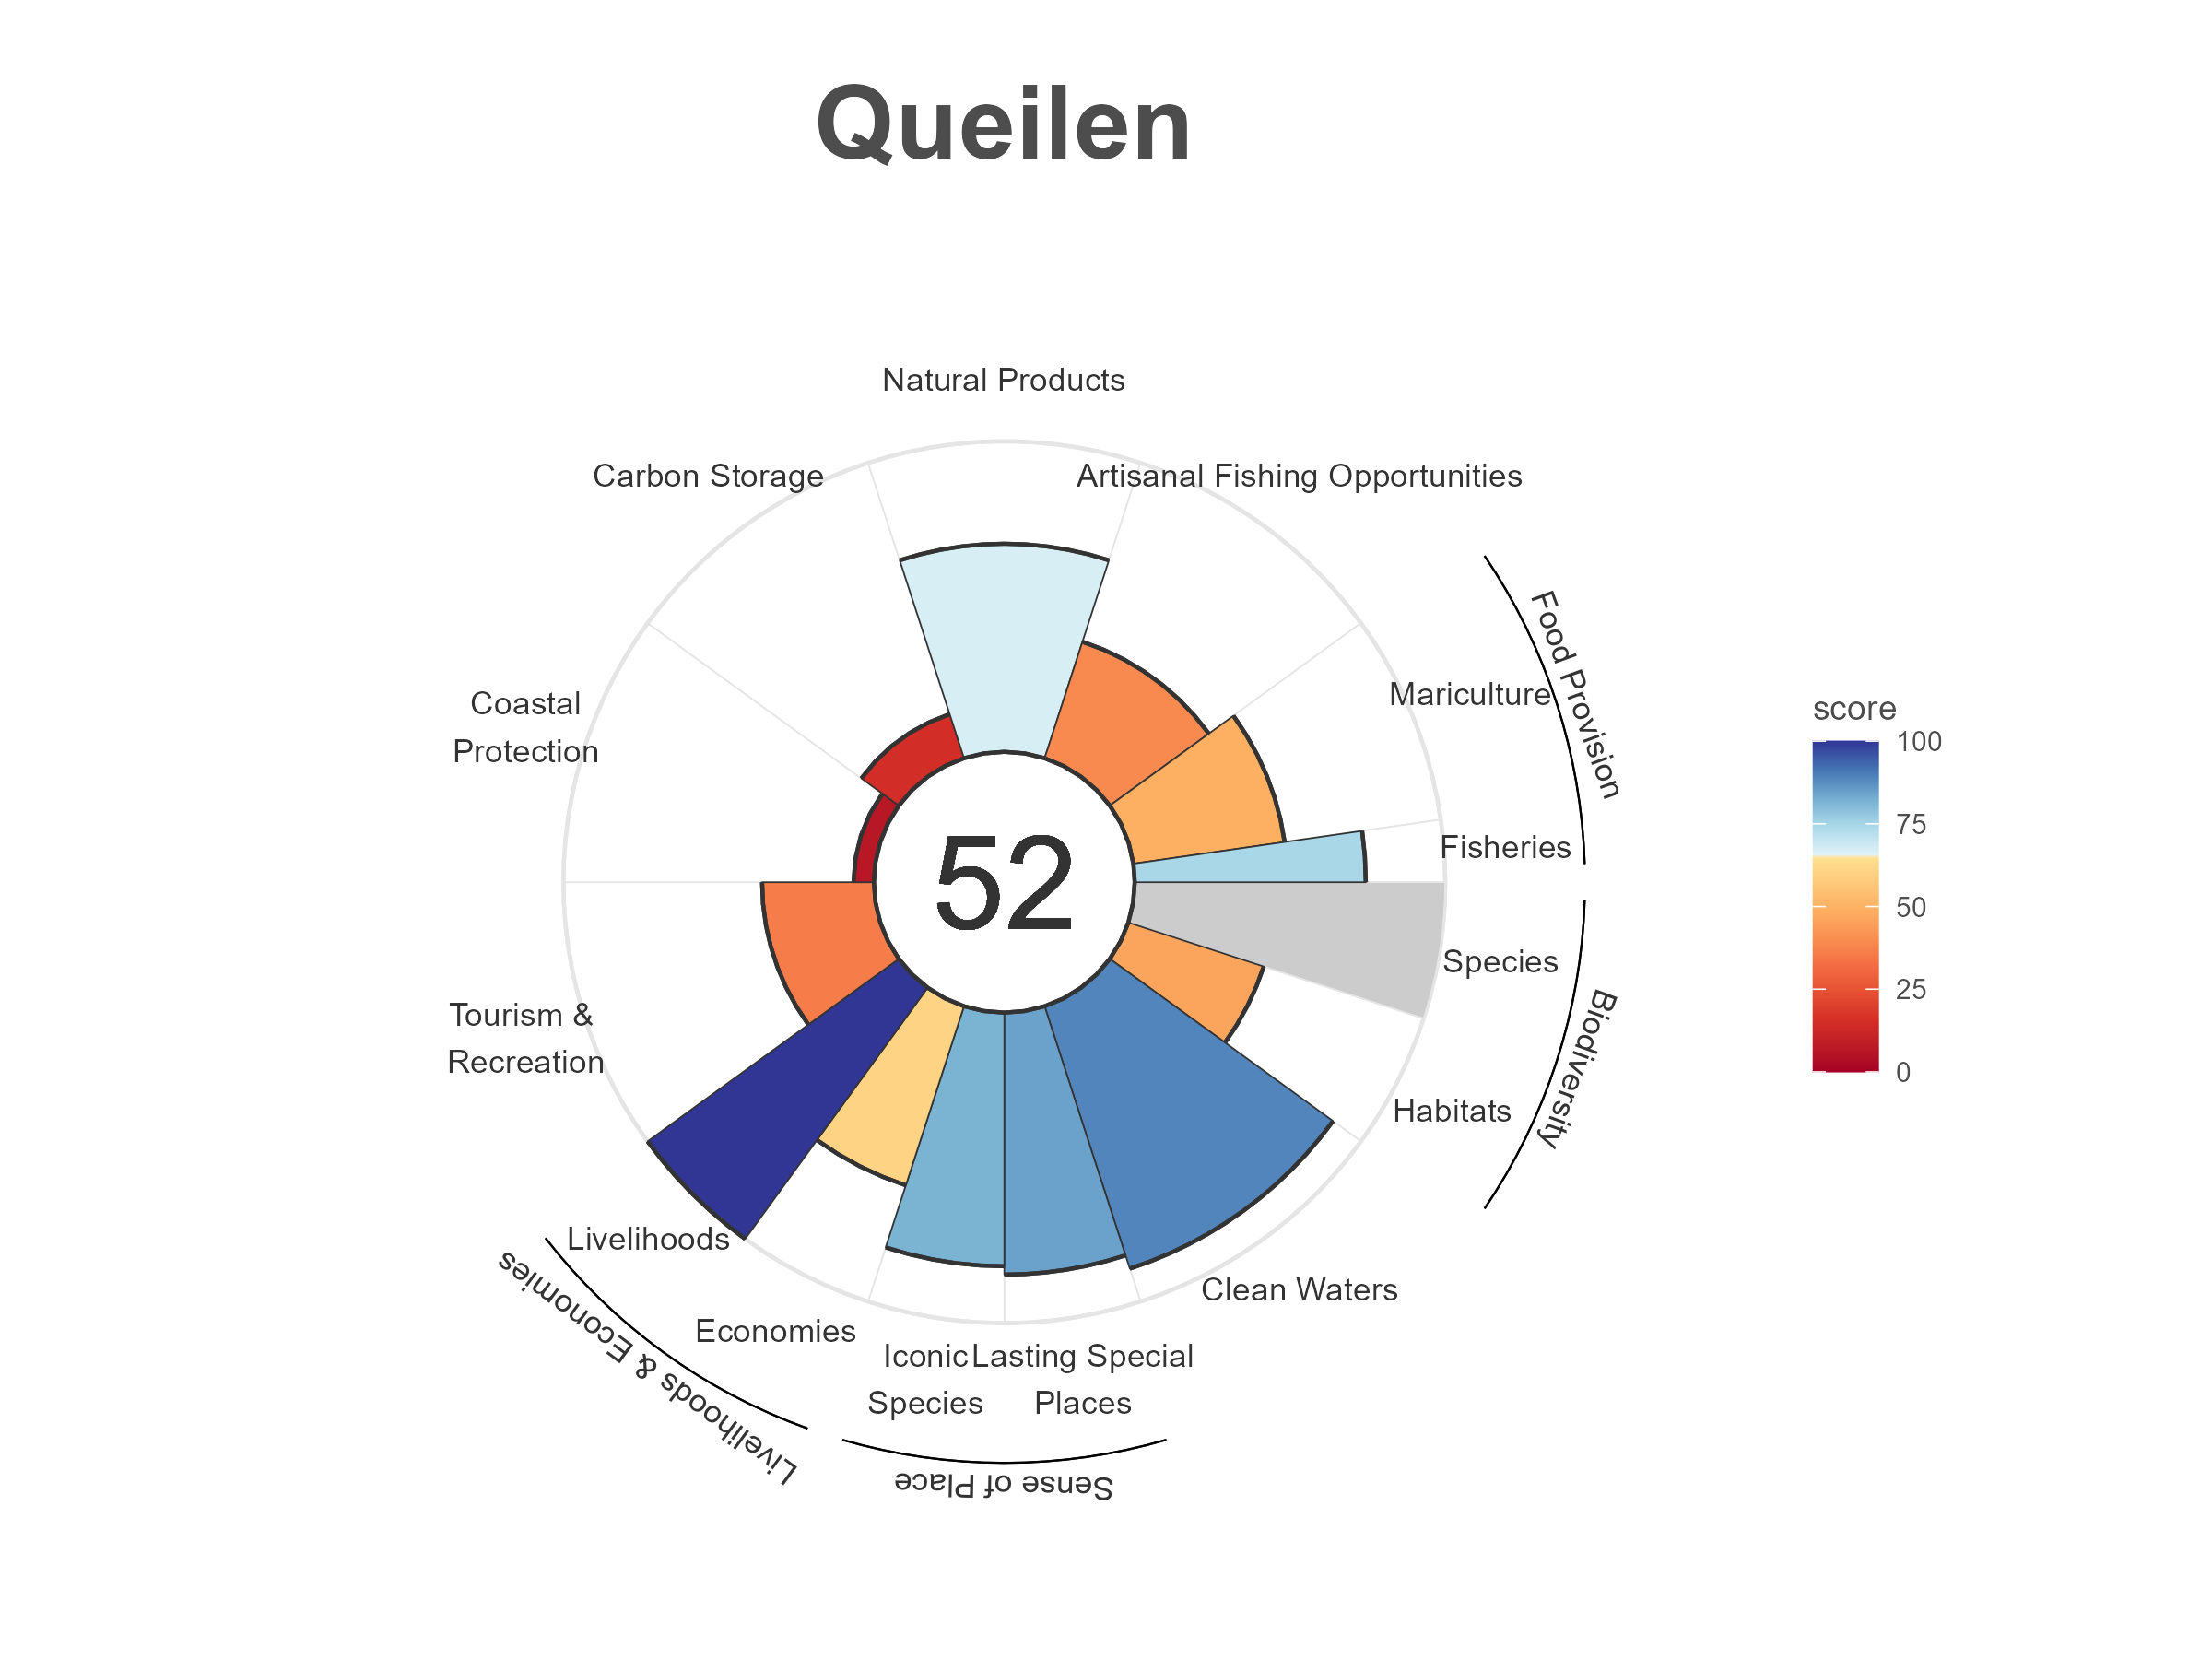 Queilen
Natural Products
Carbon Storage
Artisanal Fishing Opportunities
Food Provision
Mariculture
Coastal
Protection
score
100
75
50
25
0
52
Fisheries
Species
Biodiversity
Habitats
Tourism &
Recreation
Livelihoods
Clean Waters
Economies
Iconic
Species
Lasting Special
Places
Livelihoods & Economies
Sense of Place